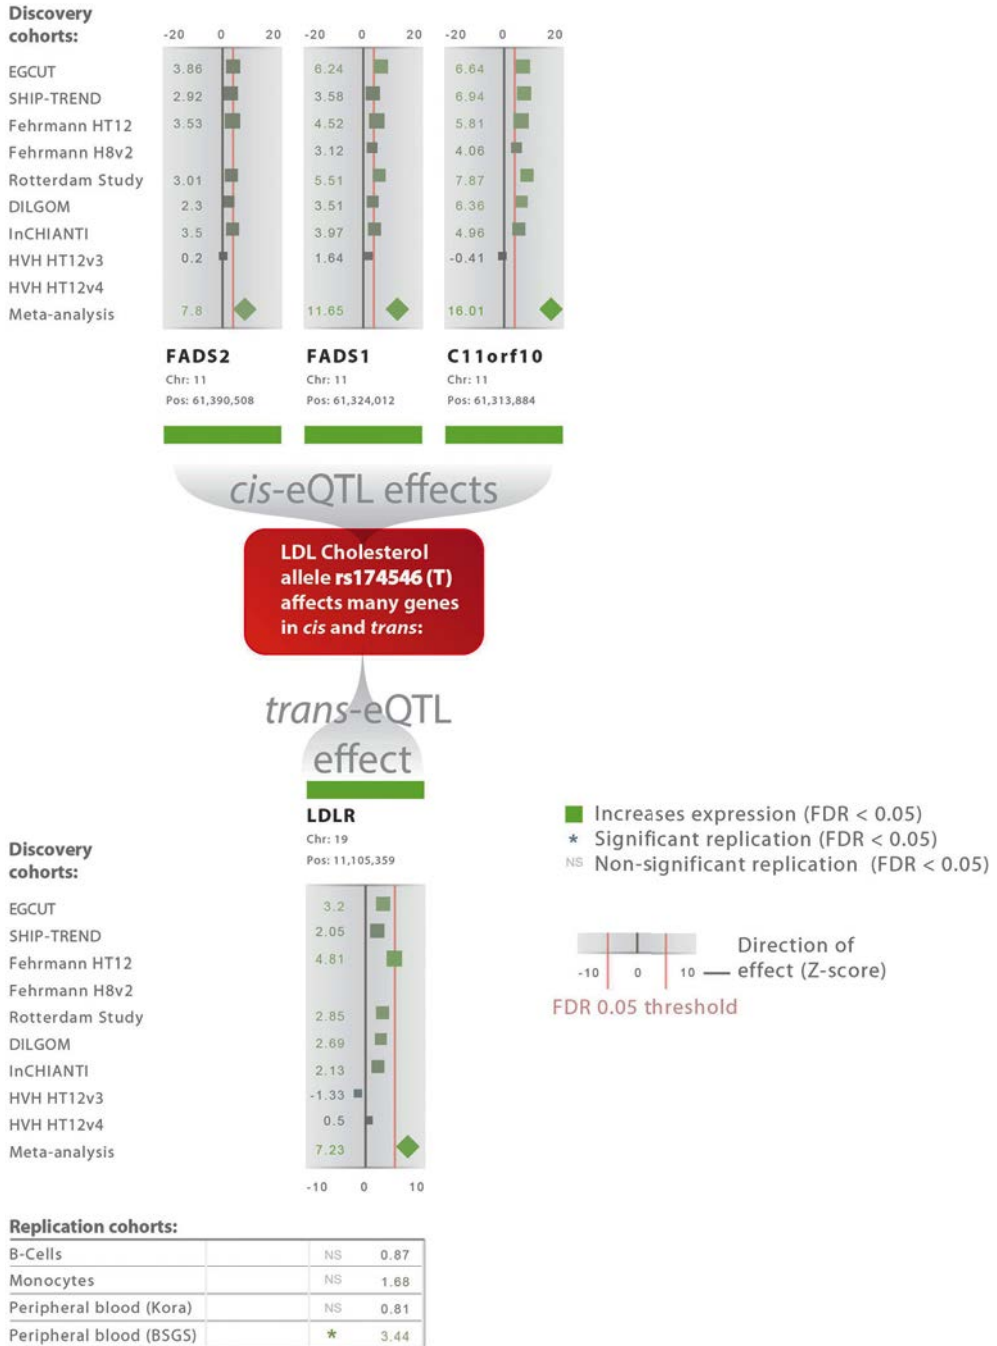 Discovery
cohorts:
-20 0 20 -20 0 20 -20 0 20
EGCUT 3.86 6.24 6.64
SHIP-TREND 2.92 3.58 6.94
Fehrmann HT12 3.53 4.52 5.81
Fehrmann H8v2 3.12 4.06
Rotterdam Study 3.01 5.51 7.87
DILGOM 2.3 3.51 6.36
InCHIANTI 3.5 3.97 4.96
HVH HT12v3 0.2 1.64 -0.41
HVH HT12v4
Meta-analysis 7.8 11.65 16.01
FADS2 FADS1 C11orf10
Chr: 11 Chr: 11 Chr: 11
Pos: 61,390,508 Pos: 61,324,012 Pos: 61,313,884
cis-eQTL effects
LDL Cholesterol
allele rs174546 (T)
affects many genes
in cis and trans:
trans-eQTL
effect
LDLR
Chr: 19
Pos: 11,105,359
Increases expression (FDR < 0.05)
* Significant replication (FDR < 0.05)
NS Non-significant replication (FDR < 0.05)
Discovery
cohorts:
EGCUT 3.2
SHIP-TREND 2.05
Fehrmann HT12 4.81
Fehrmann H8v2
Rotterdam Study 2.85
DILGOM 2.69
InCHIANTI 2.13
HVH HT12v3 -1.33
HVH HT12v4 0.5
Meta-analysis 7.23
-10 0 10
Direction of
effect (Z-score)
-10 0 10
FDR 0.05 threshold
Replication cohorts:
B-Cells NS 0.87
Monocytes NS 1.68
Peripheral blood (Kora) NS 0.81
Peripheral blood (BSGS) * 3.44